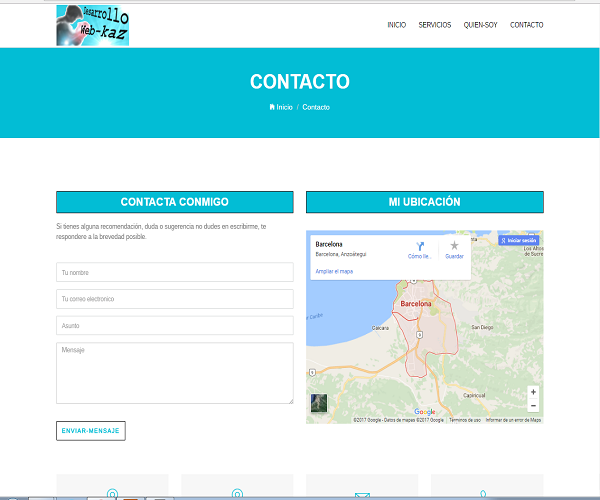 Desarrollo
Web-kaz
INICIO SERVICIOS QUIEN-SOY CONTACTO
CONTACTO
Inicio / Contacto
CONTACTA CONMIGO
Si tienes alguna recomendación, duda o sugerencia no dudes en escribirme, te
respondere a la brevedad posible.
Tu nombre
Tu correo electronico
Asunto
Mensaje
ENVIAR-MENSAJE
MI UBICACIÓN
Barcelona
Barcelona, Anzoátegui
Ampliar el mapa
Cómo lle...
Guardar
Iniciar sesión
Los Altos
de Sucre
Barcelona
Caicara
San Diego
Capiricual
Google
©2017 Google - Datos de mapas ©2017 Google
Términos de uso
Informar de un error de Maps